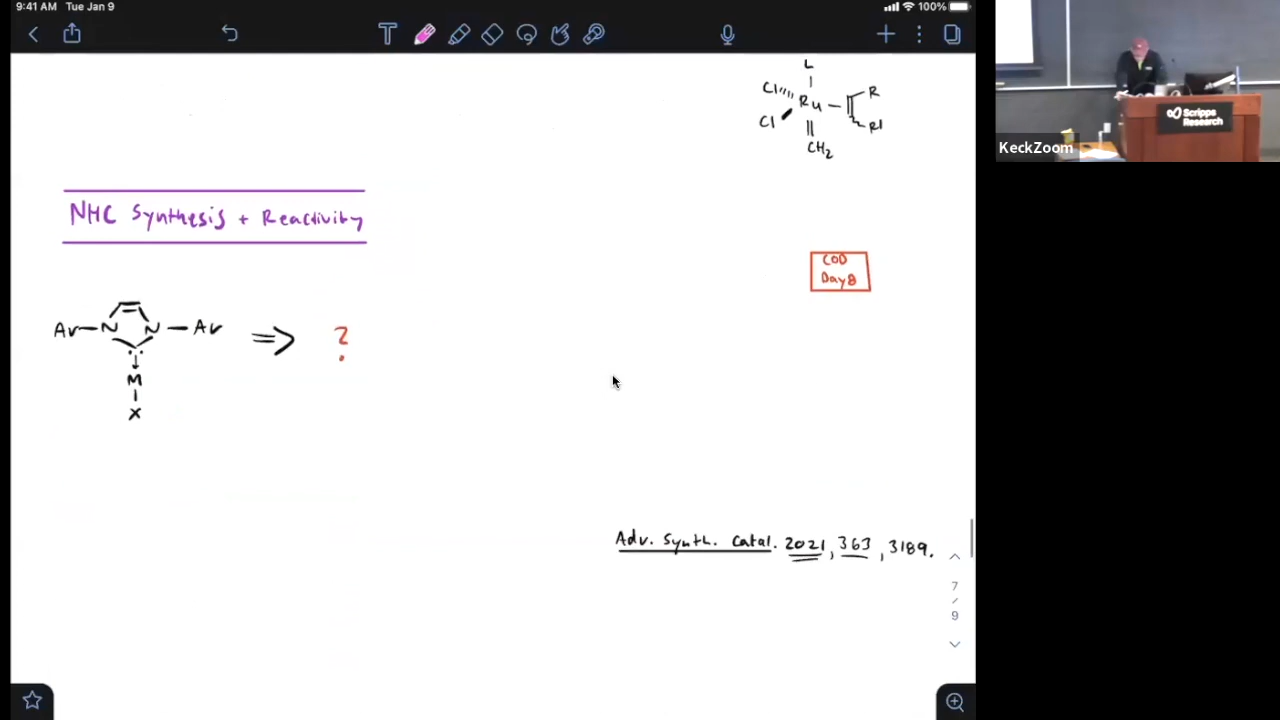 9:41 AM Tue Jan 9
100%
T
L
Cl
Ru
R
Cl
R1
CH2
NHC Synthesis + Reactivity
COD
Day 8
Ar-N N-Ar
⇒ ?
M
X
Adv. Synth. Catal. 2021, 363, 3189.
7
/
9
Scripps
Research
KeckZoom